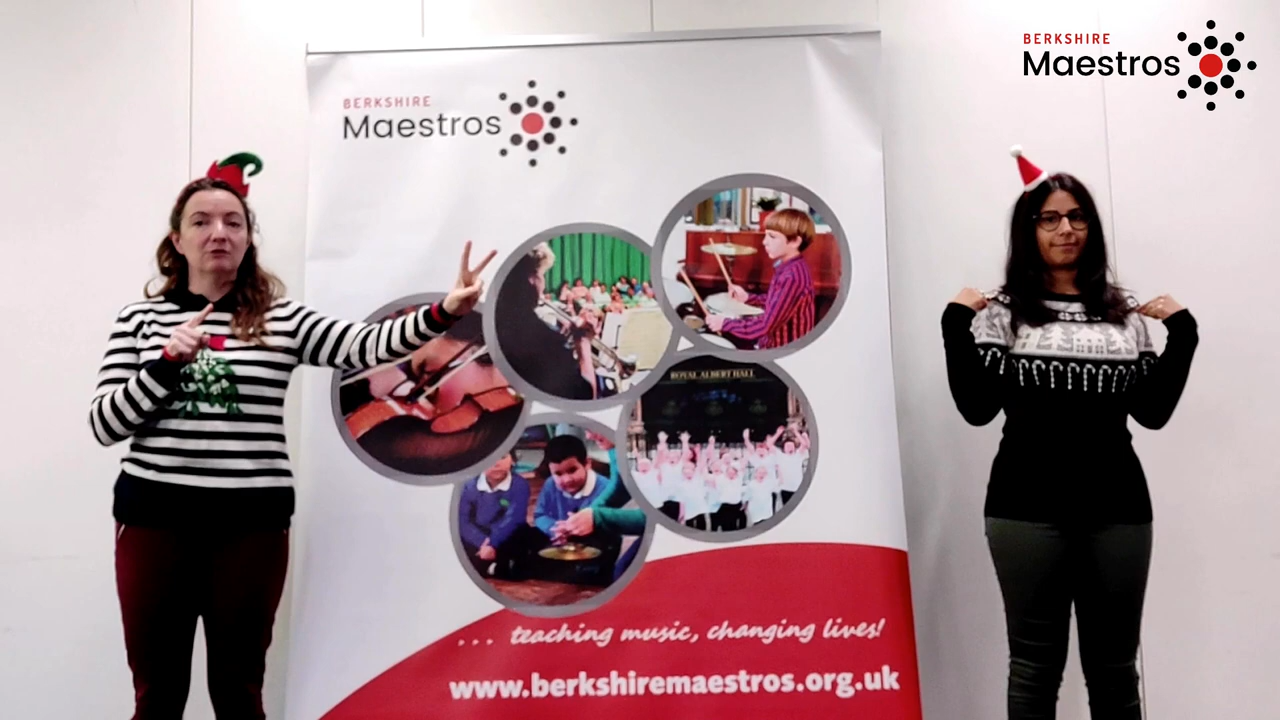 BERKSHIRE
Maestros
BERKSHIRE
Maestros
ROYAL ALBERT HALL
... teaching music, changing lives!
www.berkshiremaestros.org.uk